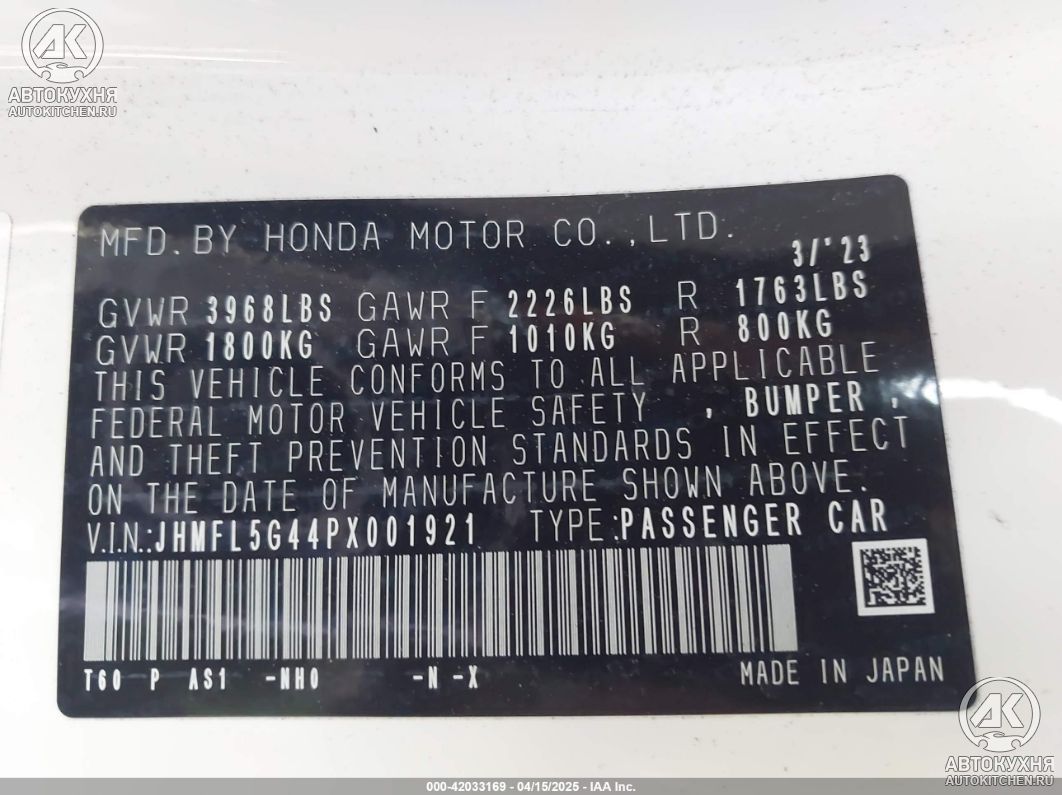 AK
АВТОКУХНЯ
AUTOKITCHEN.RU
MFD. BY HONDA MOTOR CO., LTD.
3/'23
GVWR 3968LBS GAWR F 2226LBS R 1763LBS
GVWR 1800KG GAWR F 1010KG R 800KG
THIS VEHICLE CONFORMS TO ALL APPLICABLE
FEDERAL MOTOR VEHICLE SAFETY , BUMPER ,
AND THEFT PREVENTION STANDARDS IN EFFECT
ON THE DATE OF MANUFACTURE SHOWN ABOVE.
V.I.N.:JHMFL5G44PX001921 TYPE:PASSENGER CAR
T60 P AS1 -NH0 -N -X
MADE IN JAPAN
AK
АВТОКУХНЯ
AUTOKITCHEN.RU
000-42033169 - 04/15/2025 - IAA Inc.